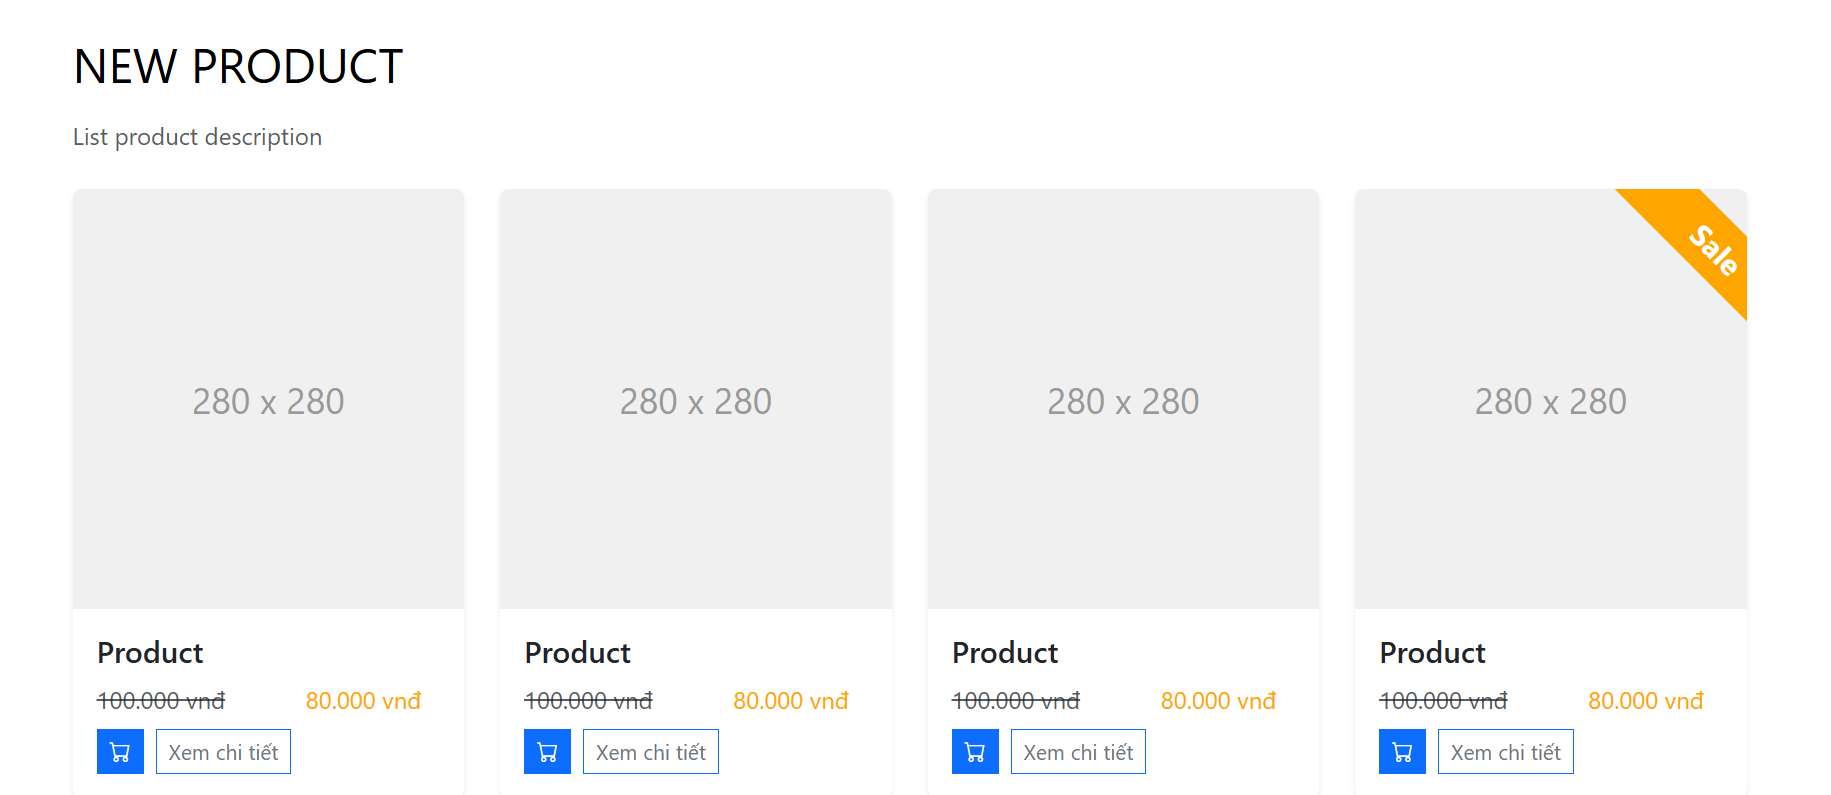 NEW PRODUCT
List product description
280 x 280
280 x 280
280 x 280
280 x 280
Sale
Product
Product
Product
Product
100.000 vnđ 80.000 vnđ
100.000 vnđ 80.000 vnđ
100.000 vnđ 80.000 vnđ
100.000 vnđ 80.000 vnđ
Xem chi tiết
Xem chi tiết
Xem chi tiết
Xem chi tiết